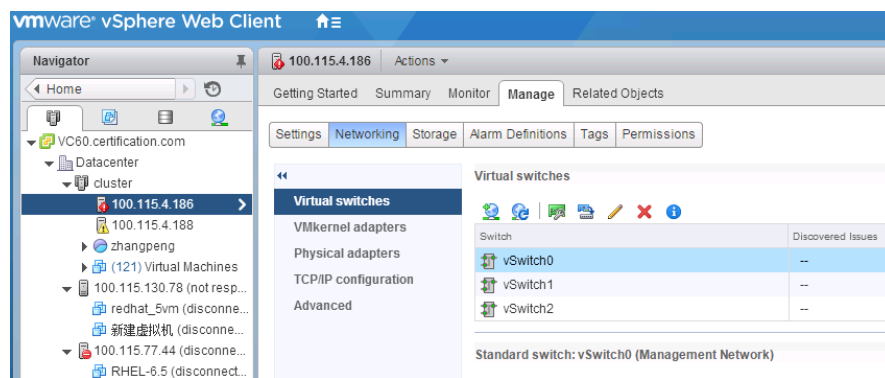 vmware® vSphere Web Client
Navigator
Home
VC60.certification.com
Datacenter
cluster
100.115.4.186
100.115.4.188
zhangpeng
(121) Virtual Machines
100.115.130.78 (not resp...
redhat_5vm (disconne...
新建虚拟机 (disconne...
100.115.77.44 (disconne...
RHEL-6.5 (disconnect...
100.115.4.186 Actions
Getting Started Summary Monitor Manage Related Objects
Settings Networking Storage Alarm Definitions Tags Permissions
Virtual switches
VMkernel adapters
Physical adapters
TCP/IP configuration
Advanced
Virtual switches
Switch Discovered Issues
vSwitch0 --
vSwitch1 --
vSwitch2 --
Standard switch: vSwitch0 (Management Network)